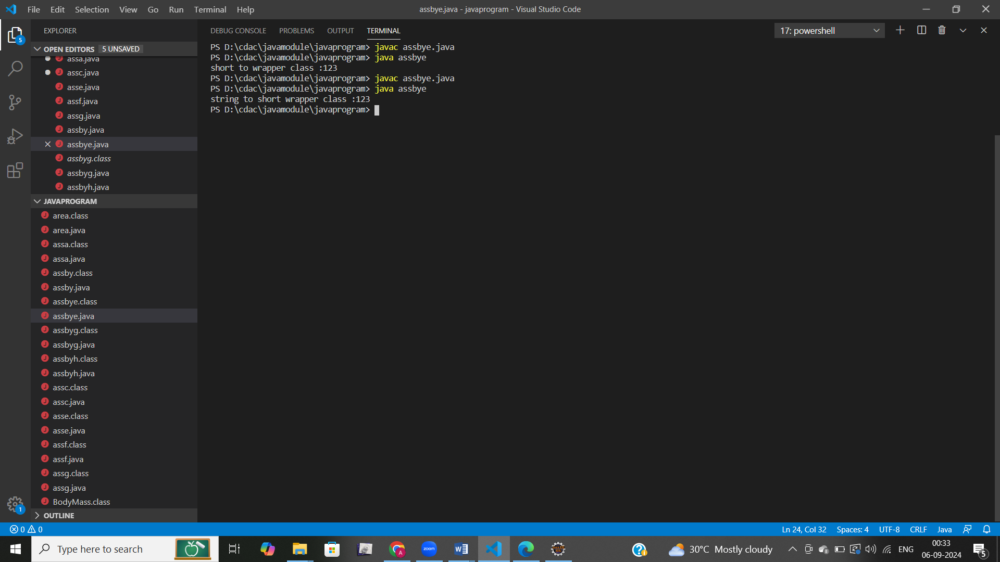 File Edit Selection View Go Run Terminal Help
assbye.java - javaprogram - Visual Studio Code
5
EXPLORER
OPEN EDITORS 5 UNSAVED
assa.java
assc.java
asse.java
assf.java
assg.java
assby.java
assbye.java
assbyg.class
assbyg.java
assbyh.java
JAVAPROGRAM
area.class
area.java
assa.class
assa.java
assby.class
assby.java
assbye.class
assbye.java
assbyg.class
assbyg.java
assbyh.class
assbyh.java
assc.class
assc.java
asse.class
asse.java
assf.class
assf.java
assg.class
assg.java
BodyMass.class
OUTLINE
1
DEBUG CONSOLE PROBLEMS OUTPUT TERMINAL
17: powershell
PS D:\cdac\javamodule\javaprogram> javac assbye.java
PS D:\cdac\javamodule\javaprogram> java assbye
short to wrapper class :123
PS D:\cdac\javamodule\javaprogram> javac assbye.java
PS D:\cdac\javamodule\javaprogram> java assbye
string to short wrapper class :123
PS D:\cdac\javamodule\javaprogram>
0 0
Ln 24, Col 32 Spaces: 4 UTF-8 CRLF Java
Type here to search
zoom
30°C Mostly cloudy
ENG
00:33
06-09-2024
5